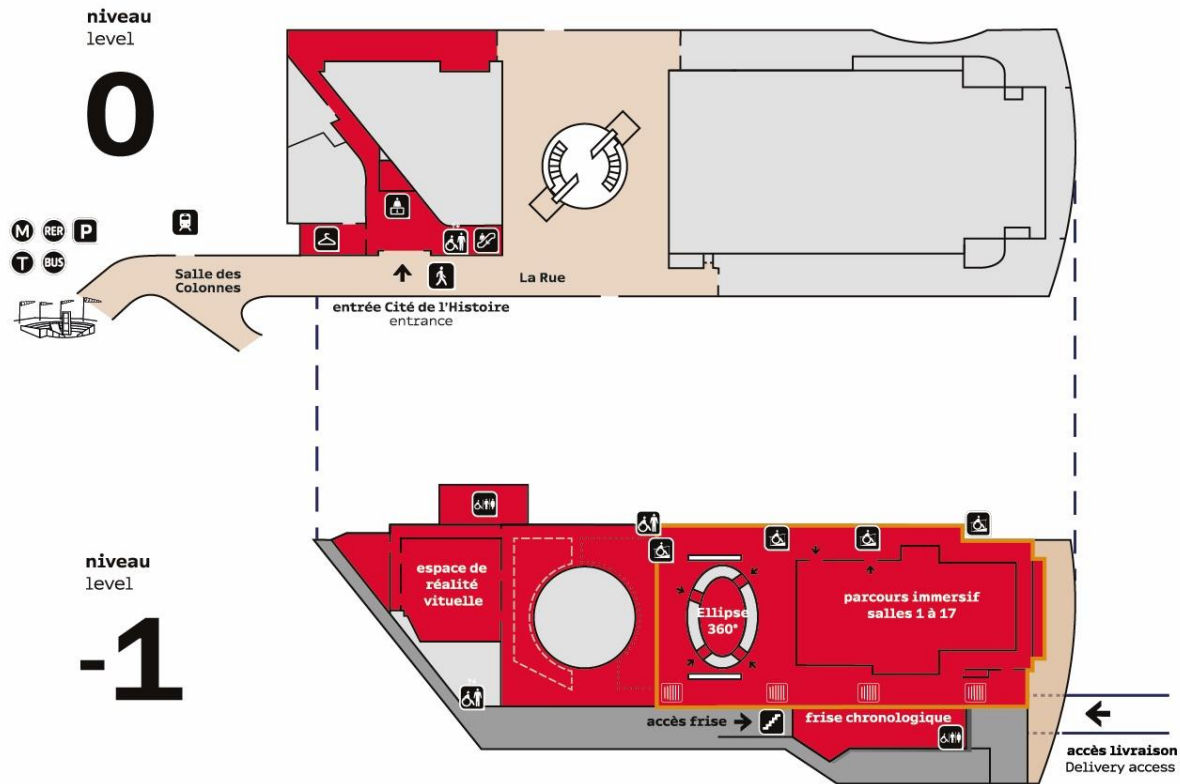 niveau
level
0
M RER P
T BUS
Salle des
Colonnes
La Rue
entrée Cité de l'Histoire
entrance
niveau
level
-1
espace de
réalité
vituelle
Ellipse
360°
parcours immersif
salles 1 à 17
accès frise
frise chronologique
accès livraison
Delivery access